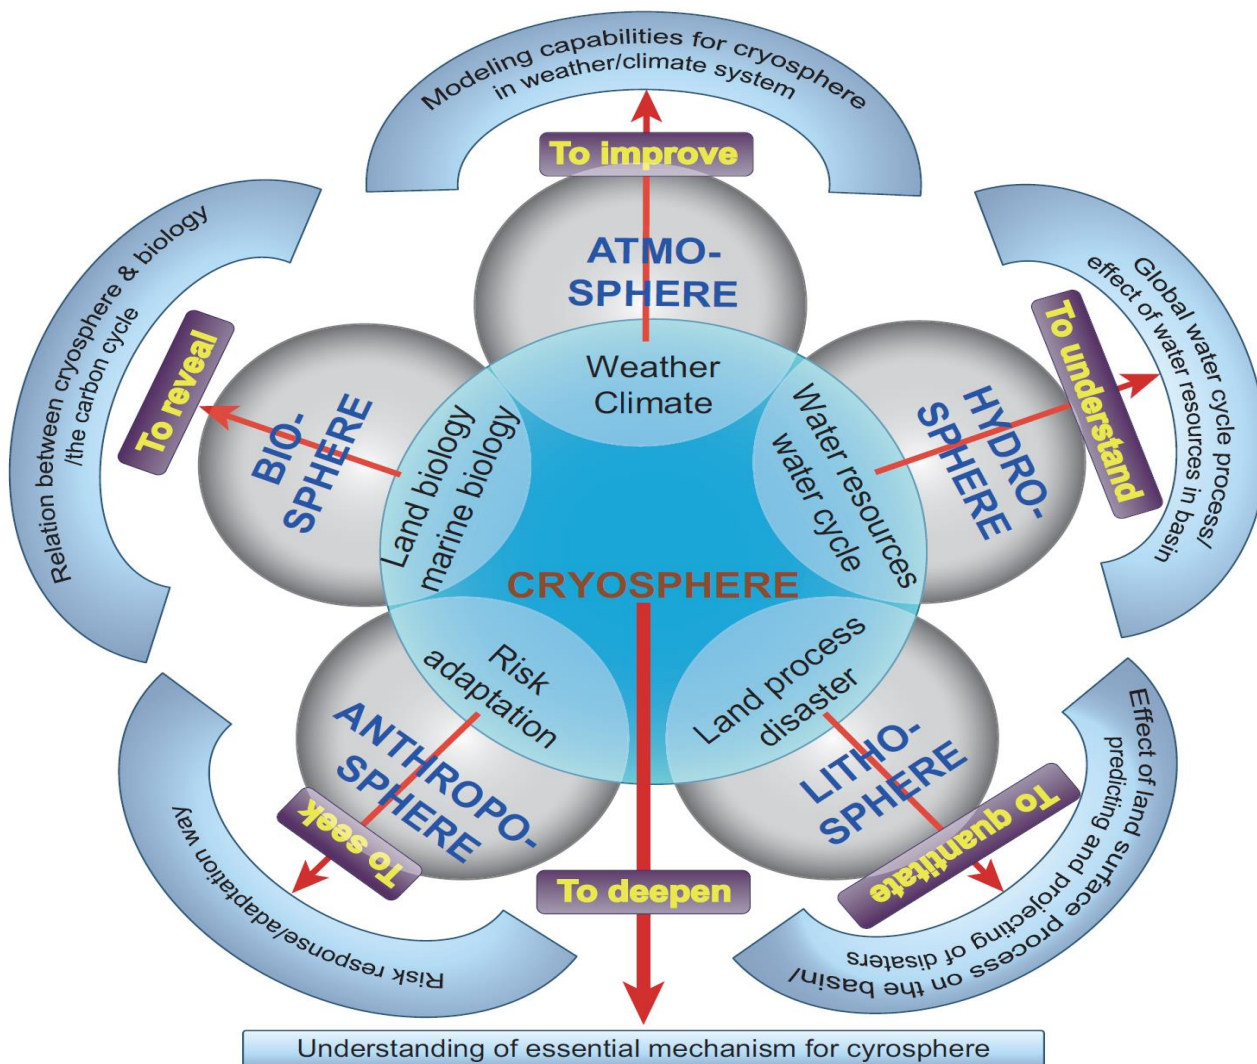 Modeling capabilities for cryosphere
in weather/climate system
To improve
ATMO-
SPHERE
Weather
Climate
Global water cycle process/
effect of water resources in basin
To understand
HYDRO-
SPHERE
Water resources
water cycle
Relation between cryosphere & biology
/the carbon cycle
To reveal
BIO-
SPHERE
Land biology
marine biology
CRYOSPHERE
Risk
adaptation
ANTHROPO-
SPHERE
To seek
Risk response/adaptation way
Land process
disaster
LITHO-
SPHERE
To quantitate
Effect of land surface process on the basin/
predicting and projecting of disaters
To deepen
Understanding of essential mechanism for cyrosphere